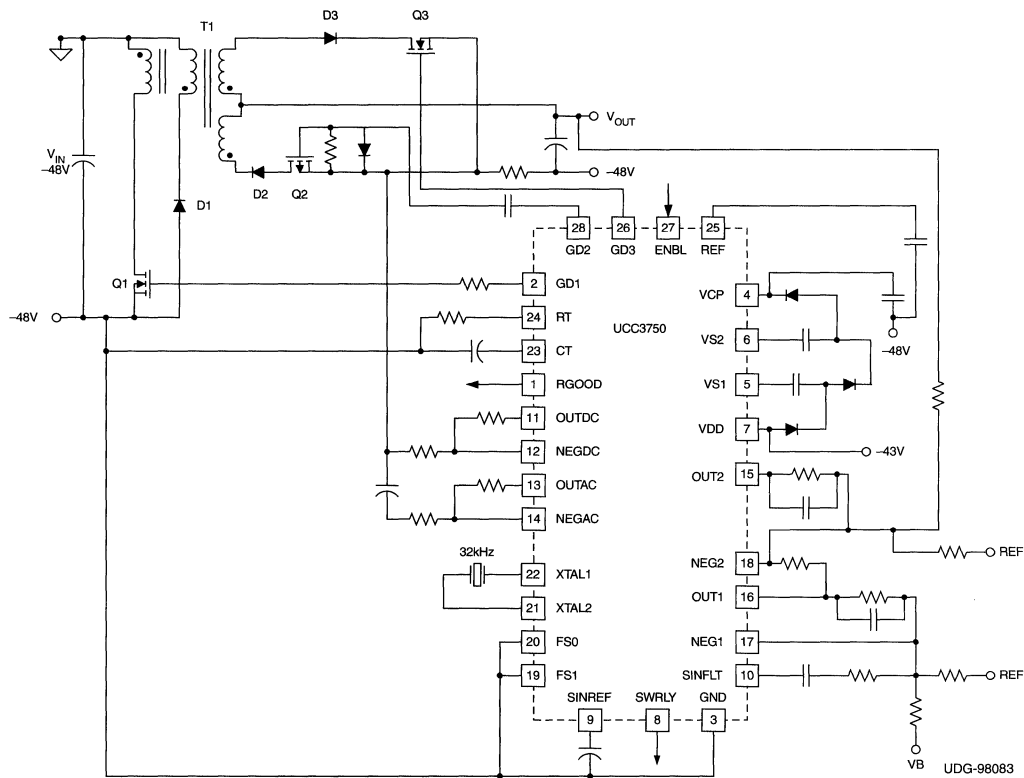 D3
Q3
T1
VOUT
VIN
–48V
D2
Q2
–48V
D1
28
26
27
25
GD2
GD3
ENBL
REF
Q1
2
GD1
VCP
4
–48V
24
RT
UCC3750
–48V
23
CT
VS2
6
1
RGOOD
VS1
5
11
OUTDC
VDD
7
12
NEGDC
–43V
13
OUTAC
OUT2
15
14
NEGAC
32kHz
REF
22
XTAL1
NEG2
18
21
XTAL2
OUT1
16
20
FS0
NEG1
17
19
FS1
SINFLT
10
REF
SINREF
SWRLY
GND
9
8
3
VB
UDG-98083